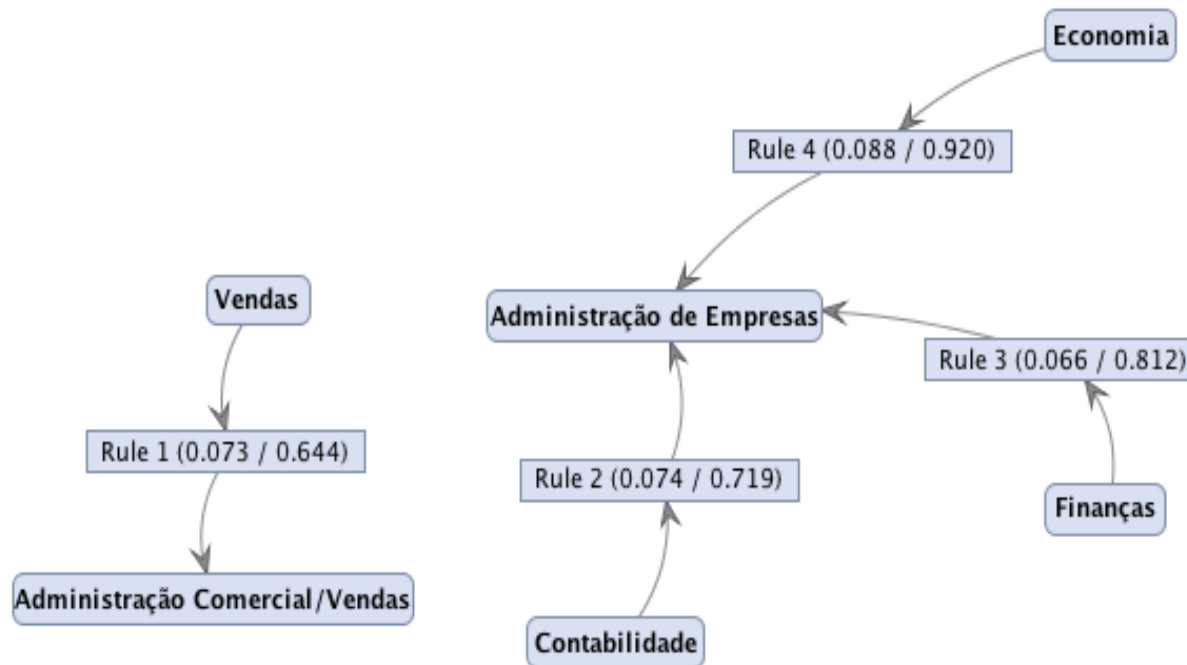 Economia
Rule 4 (0.088 / 0.920)
Vendas
Administração de Empresas
Rule 3 (0.066 / 0.812)
Rule 1 (0.073 / 0.644)
Rule 2 (0.074 / 0.719)
Finanças
Administração Comercial/Vendas
Contabilidade